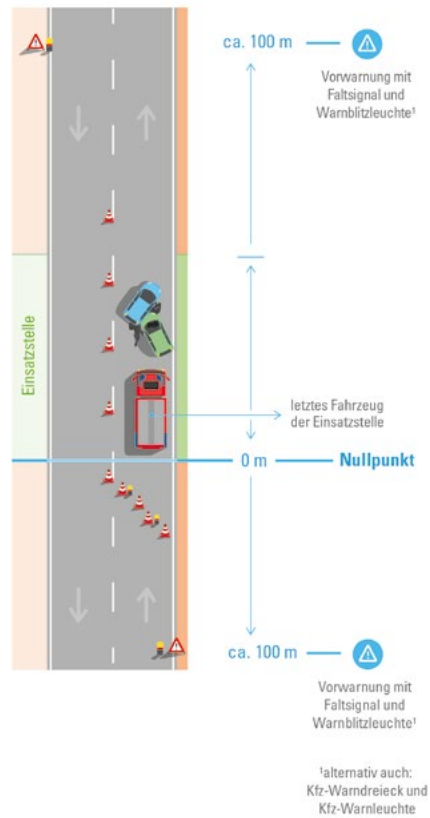 ca. 100 m
Vorwarnung mit
Faltsignal und
Warnblitzleuchte¹
Einsatzstelle
letztes Fahrzeug
der Einsatzstelle
0 m
Nullpunkt
ca. 100 m
Vorwarnung mit
Faltsignal und
Warnblitzleuchte¹
¹alternativ auch:
Kfz-Warndreieck und
Kfz-Warnleuchte